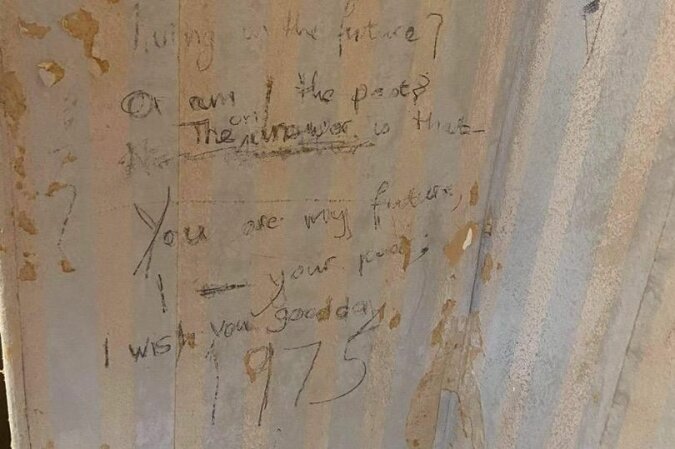 living in the future?
Or am I the past?
The only answer is that
No
You are my future,
I your past;
I wish you good day.
1975